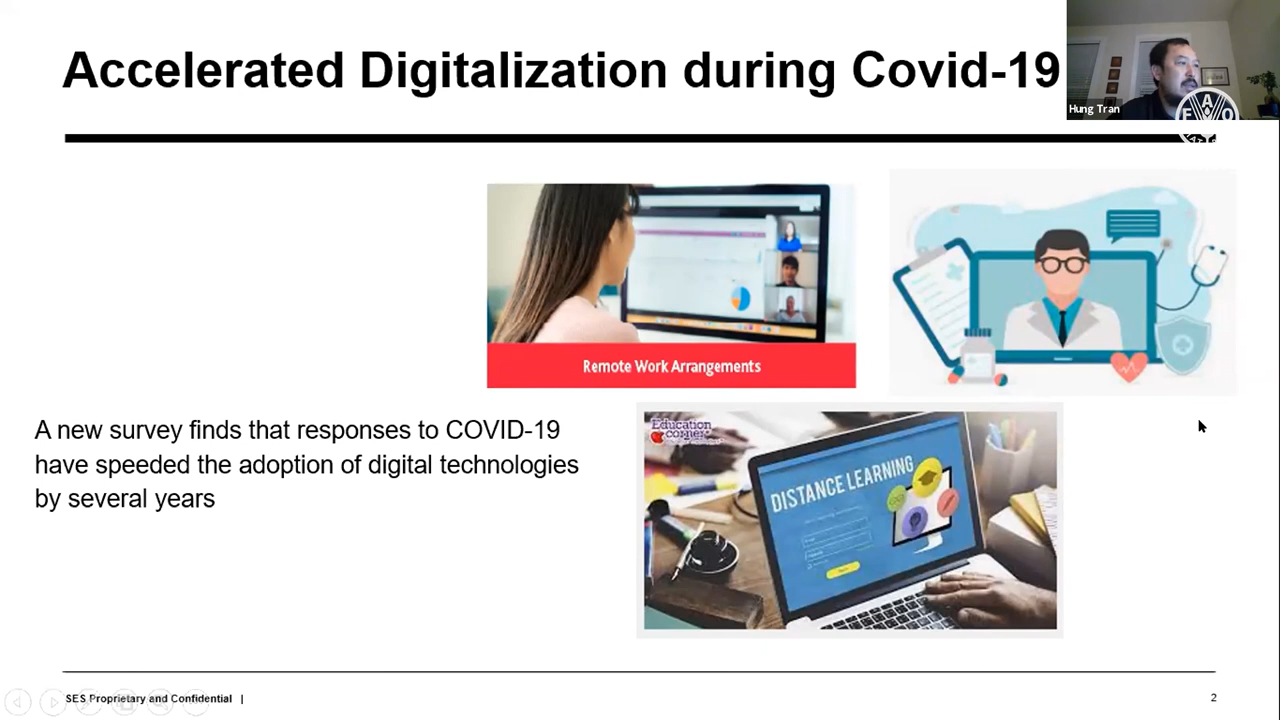 Accelerated Digitalization during Covid-19
Hung Tran
F A O
Remote Work Arrangements
A new survey finds that responses to COVID-19
have speeded the adoption of digital technologies
by several years
Education
corner
DISTANCE LEARNING
SES Proprietary and Confidential |
2